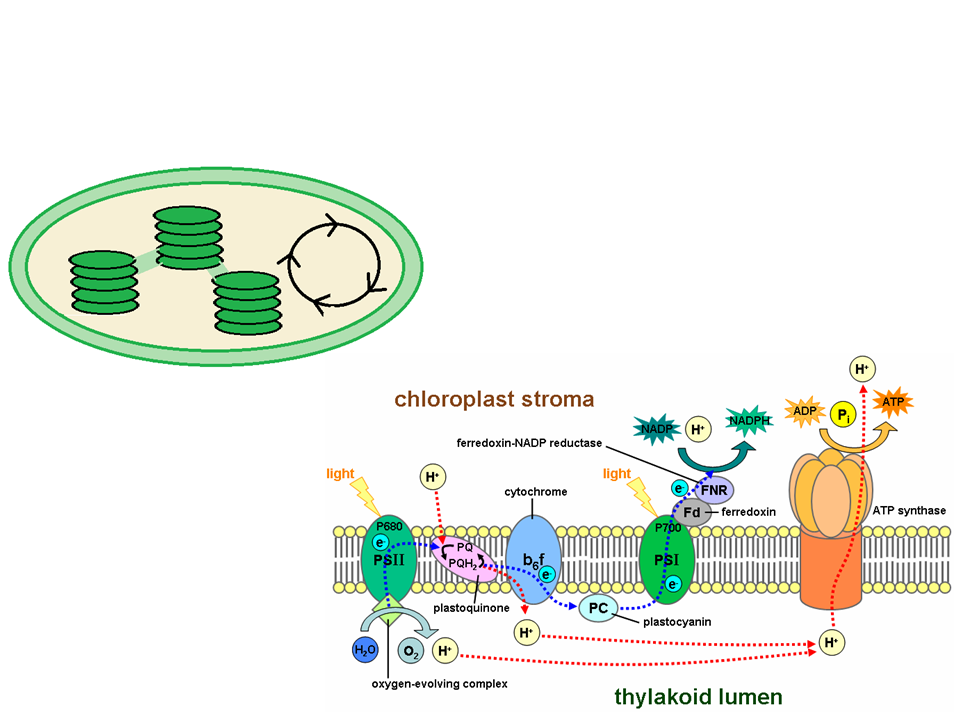 H⁺
chloroplast stroma
ADP
Pᵢ
ATP
NADP
H⁺
NADPH
ferredoxin-NADP reductase
light
H⁺
cytochrome
light
e⁻
FNR
Fd
ferredoxin
ATP synthase
P680
e⁻
PSII
PQ
PQH₂
b₆f
e⁻
P700
PSI
e⁻
plastoquinone
PC
plastocyanin
H⁺
H⁺
H₂O
O₂
H⁺
oxygen-evolving complex
thylakoid lumen